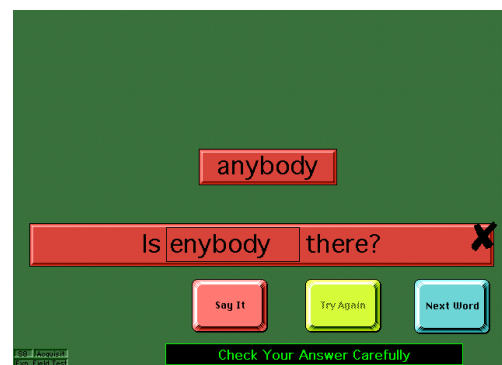 anybody
Is enybody there?
Say It Try Again Next Word
Check Your Answer Carefully